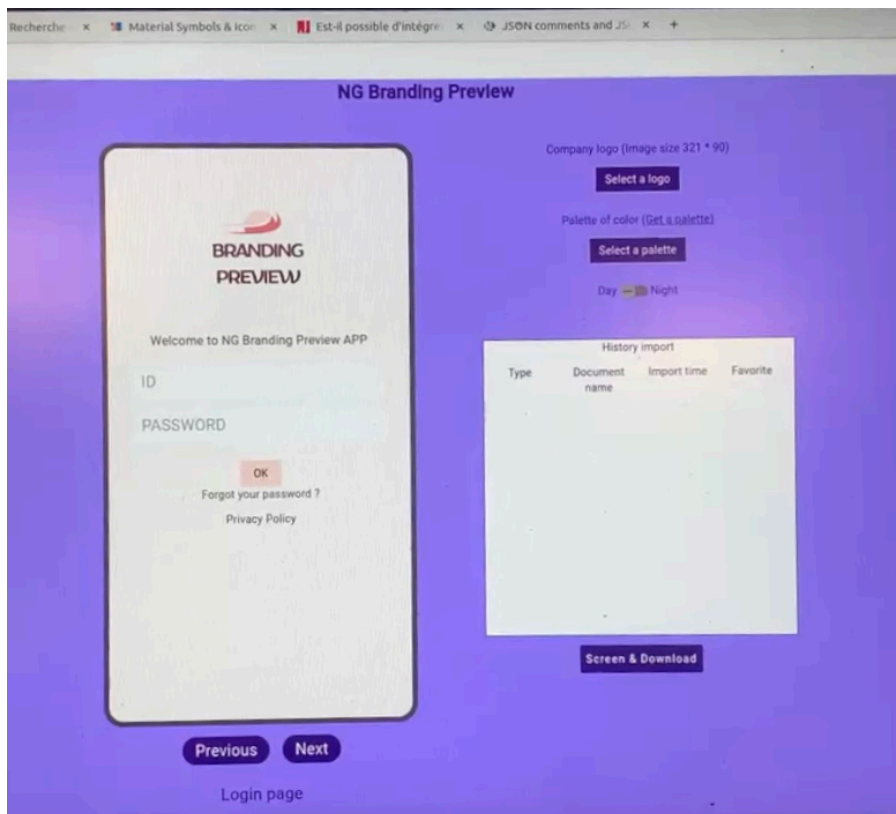 Recherche
Material Symbols & Icon
Est-il possible d'intégre
JSON comments and JS
NG Branding Preview
BRANDING
PREVIEW
Welcome to NG Branding Preview APP
ID
PASSWORD
OK
Forgot your password ?
Privacy Policy
Previous
Next
Login page
Company logo (Image size 321 * 90)
Select a logo
Palette of color (Get a palette)
Select a palette
Day
Night
History import
Type
Document
name
Import time
Favorite
Screen & Download